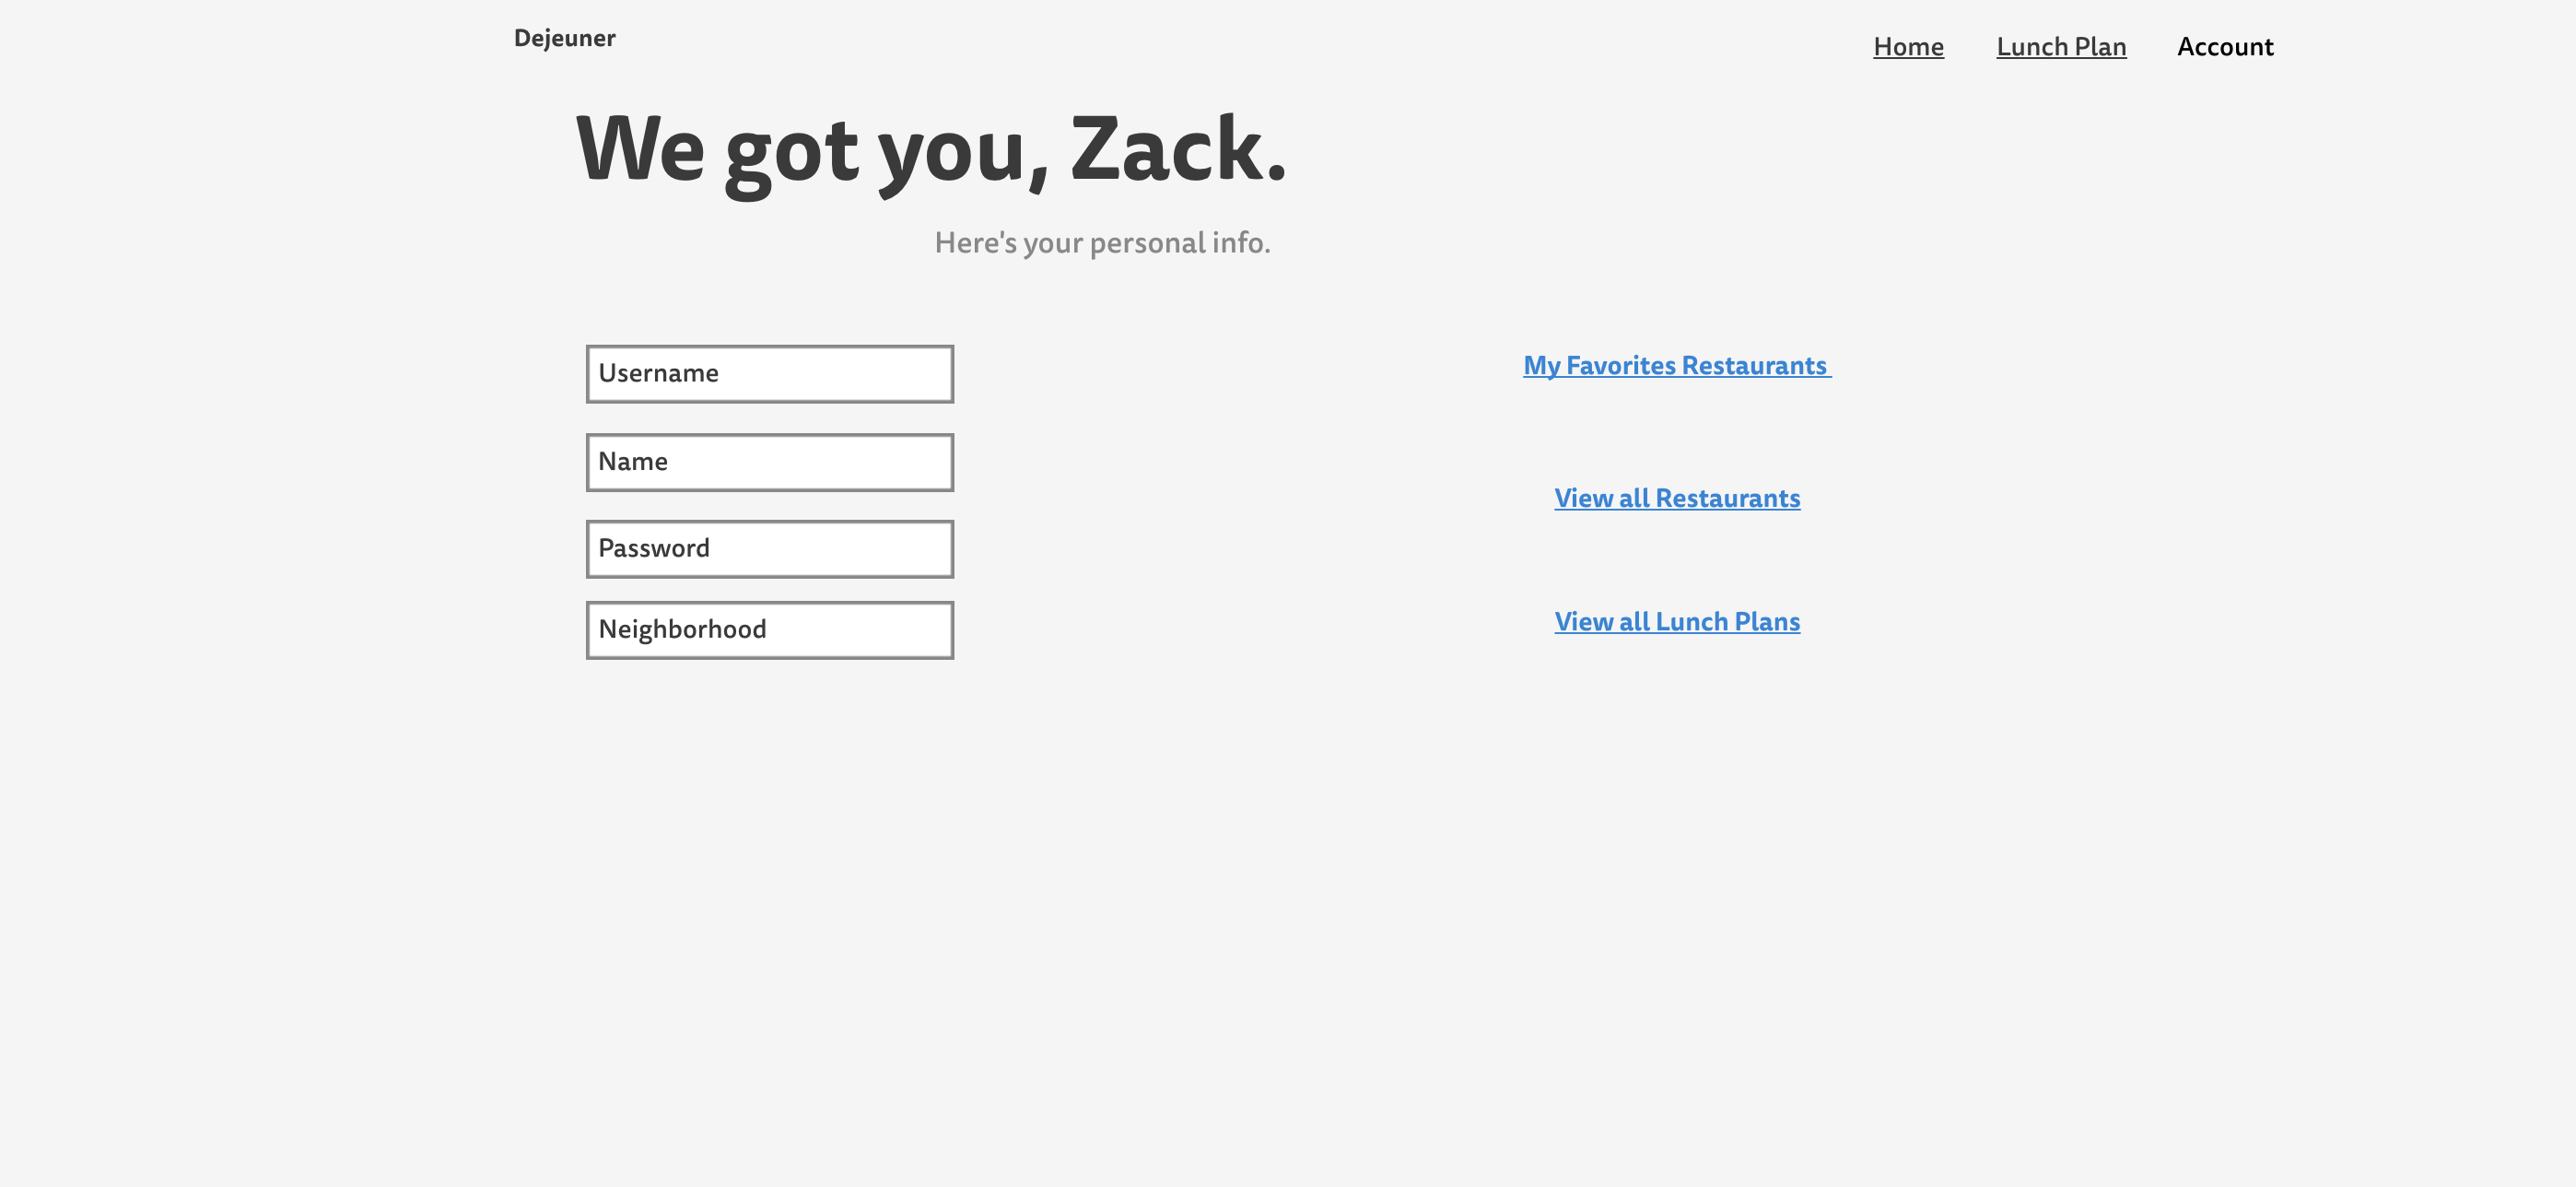 Dejeuner
Home
Lunch Plan
Account
We got you, Zack.
Here's your personal info.
Username
Name
Password
Neighborhood
My Favorites Restaurants
View all Restaurants
View all Lunch Plans